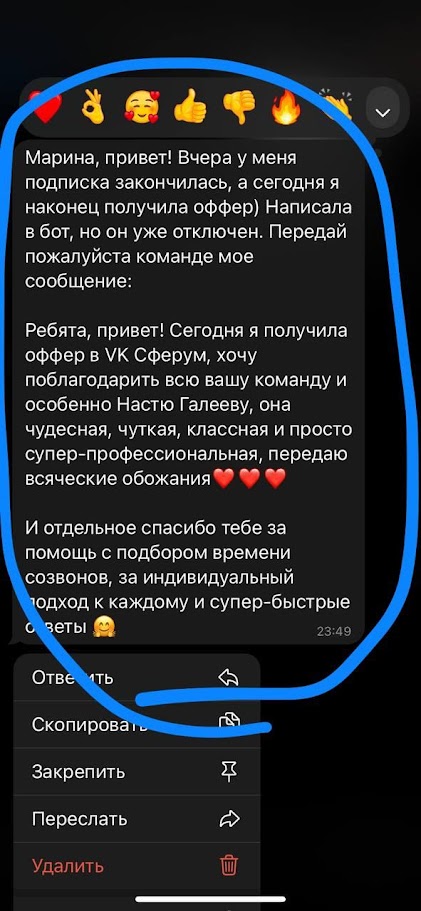 Марина, привет! Вчера у меня
подписка закончилась, а сегодня я
наконец получила оффер) Написала
в бот, но он уже отключен. Передай
пожалуйста команде мое
сообщение:
Ребята, привет! Сегодня я получила
оффер в VK Сферум, хочу
поблагодарить всю вашу команду и
особенно Настю Галееву, она
чудесная, чуткая, классная и просто
супер-профессиональная, передаю
всяческие обожания❤️❤️❤️
И отдельное спасибо тебе за
помощь с подбором времени
созвонов, за индивидуальный
подход к каждому и супер-быстрые
ответы 🤗
23:49
Ответить
Скопировать
Закрепить
Переслать
Удалить